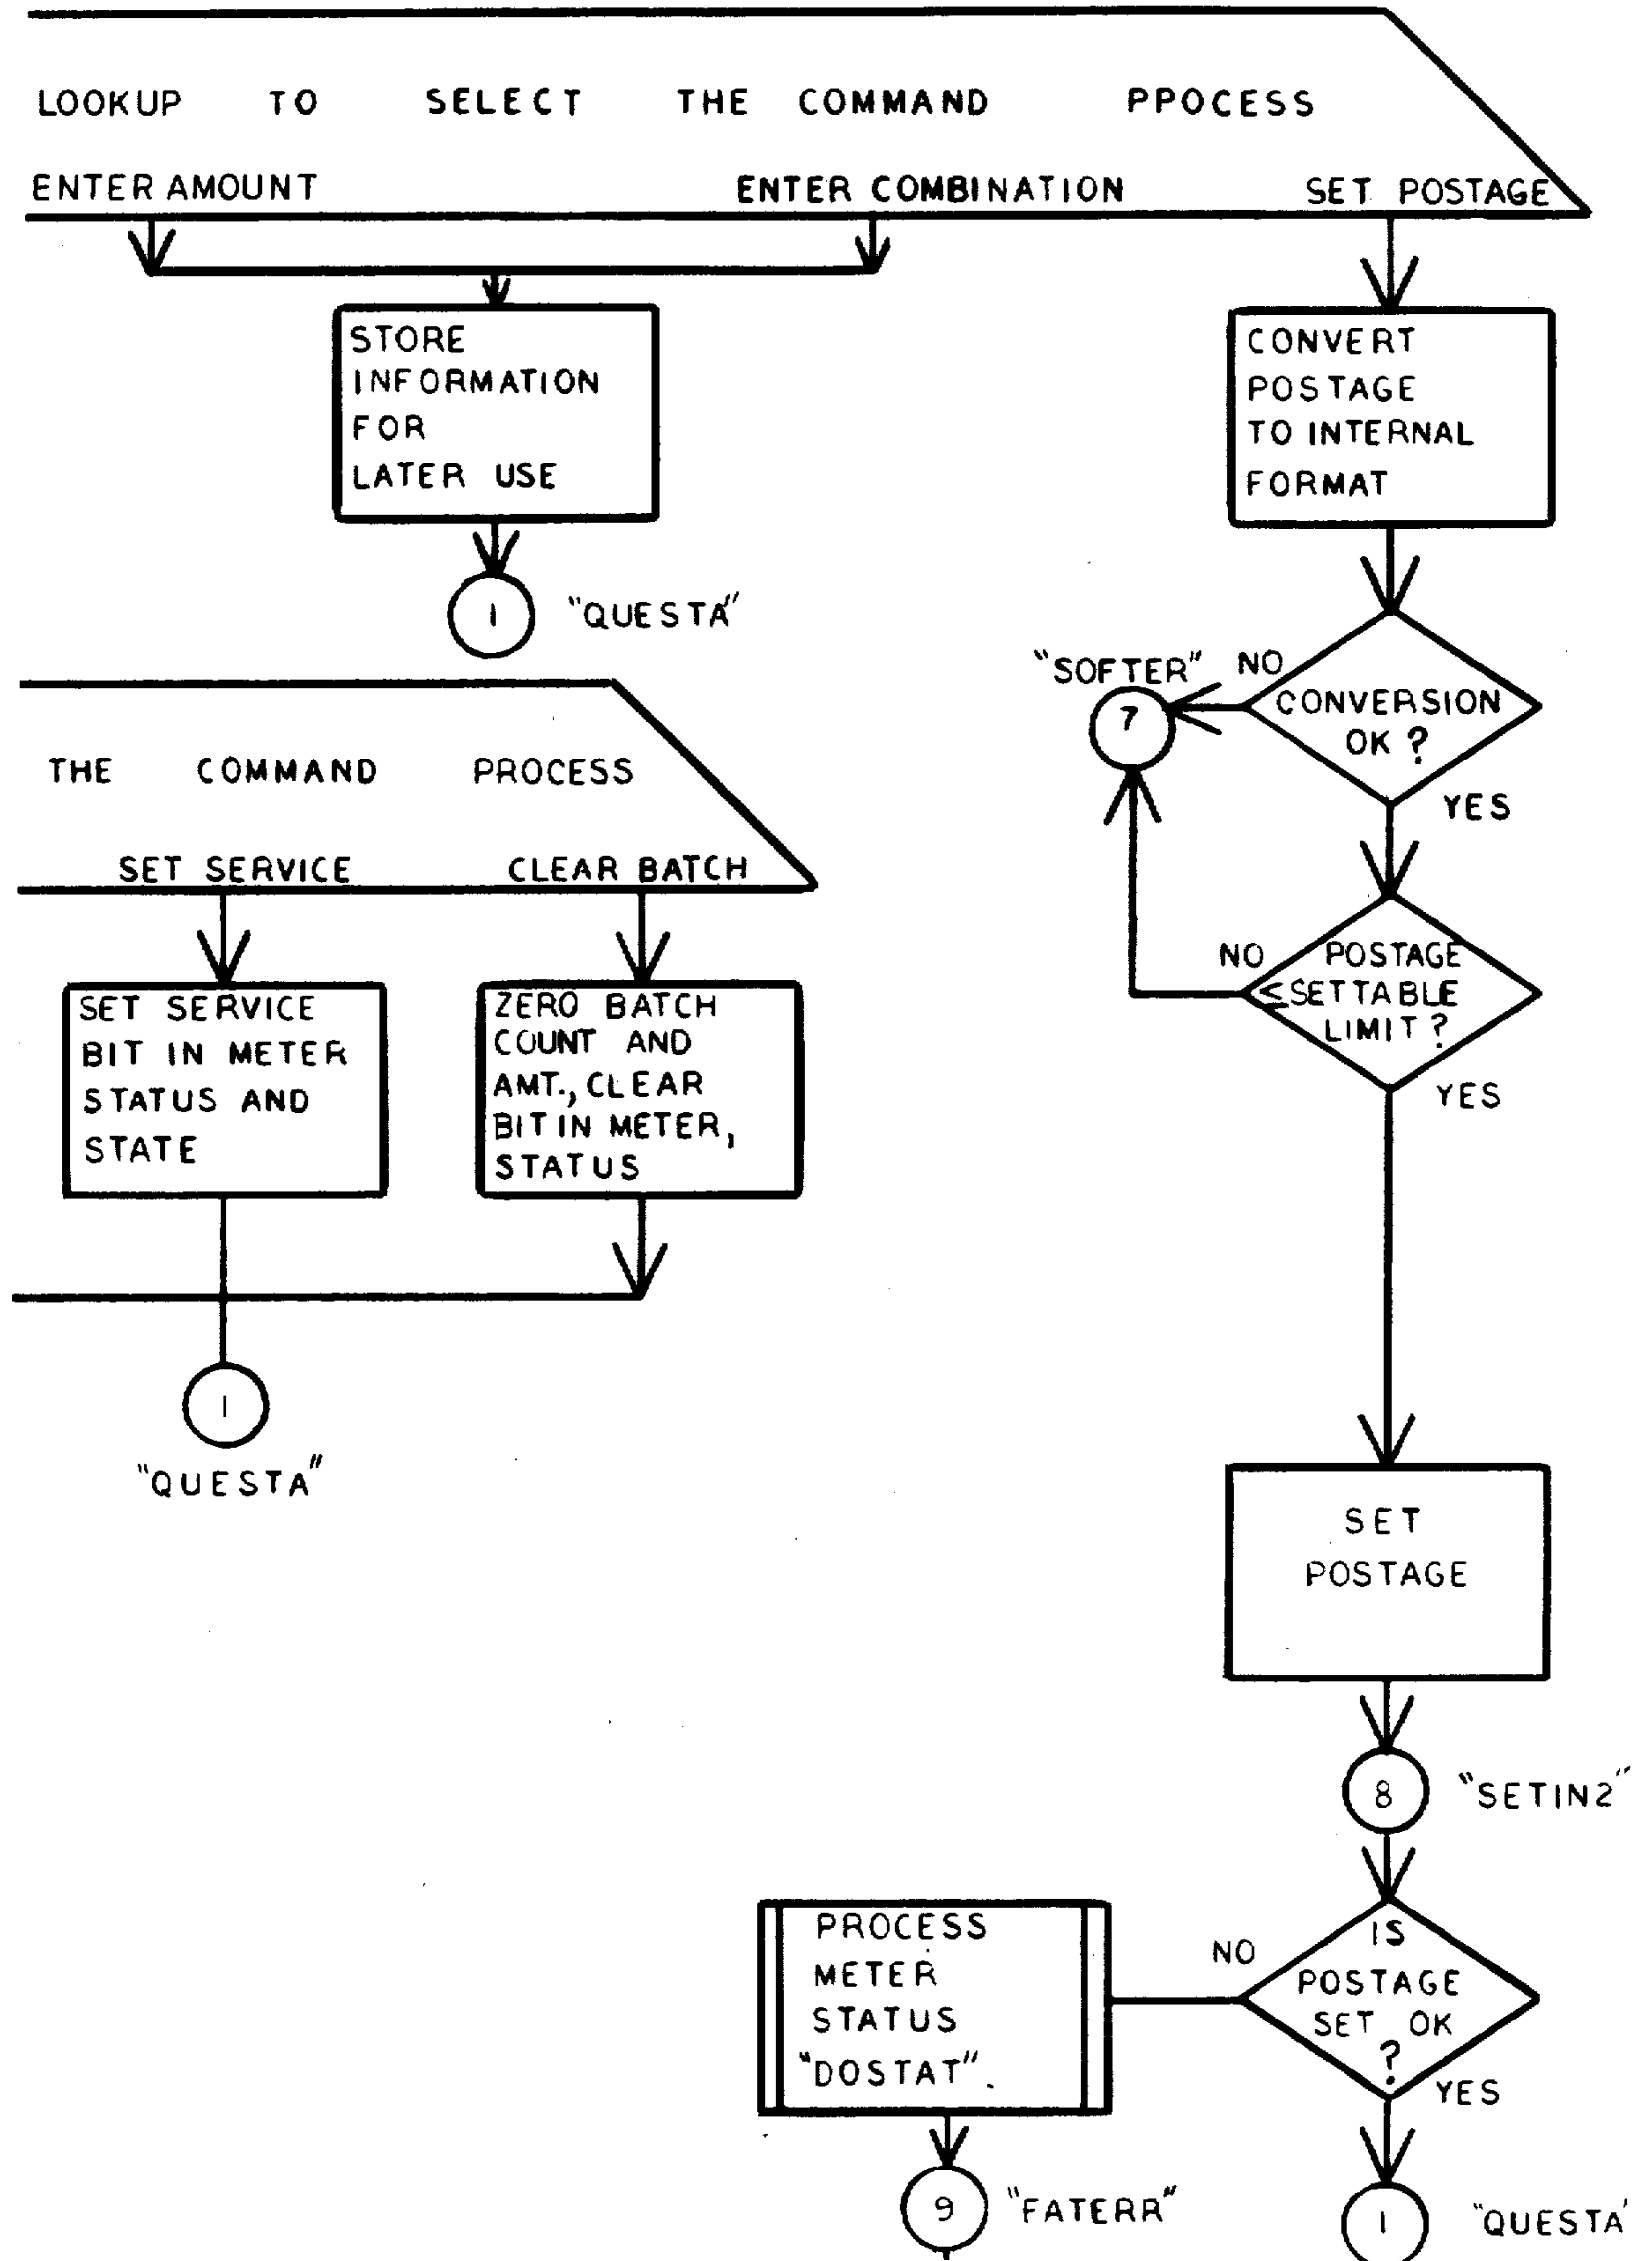 LOOKUP TO SELECT THE COMMAND PPOCESS
ENTER AMOUNT ENTER COMBINATION SET POSTAGE
STORE
INFORMATION
FOR
LATER USE
1 "QUESTA"
CONVERT
POSTAGE
TO INTERNAL
FORMAT
"SOFTER" NO
7
CONVERSION
OK ?
YES
THE COMMAND PROCESS
SET SERVICE CLEAR BATCH
SET SERVICE
BIT IN METER
STATUS AND
STATE
ZERO BATCH
COUNT AND
AMT., CLEAR
BIT IN METER,
STATUS
1
"QUESTA"
NO
POSTAGE
≤ SETTABLE
LIMIT ?
YES
SET
POSTAGE
8 "SETIN2"
IS
POSTAGE
SET OK
?
NO
YES
PROCESS
METER
STATUS
"DOSTAT".
9 "FATERR"
1 "QUESTA"